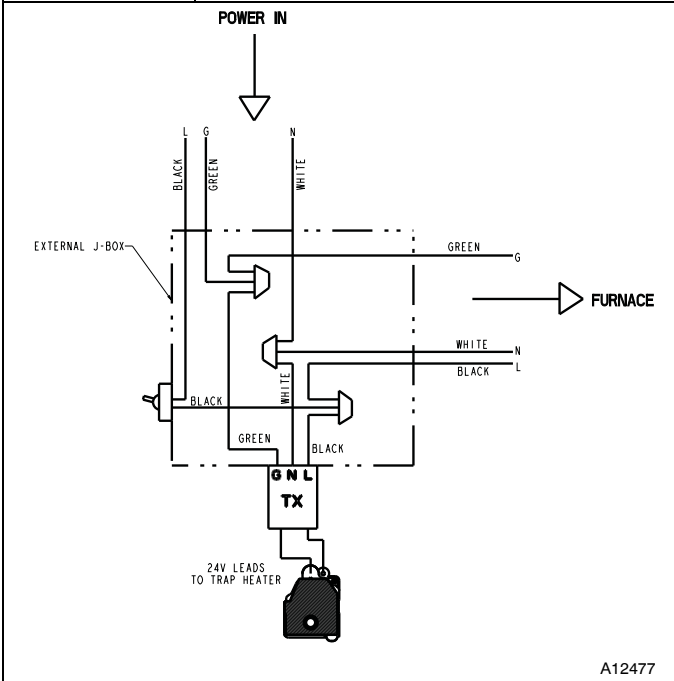 POWER IN
L G N
BLACK
GREEN
WHITE
EXTERNAL J-BOX
GREEN
G
FURNACE
WHITE
N
BLACK
L
BLACK
WHITE
GREEN
BLACK
G N L
TX
24V LEADS
TO TRAP HEATER
A12477